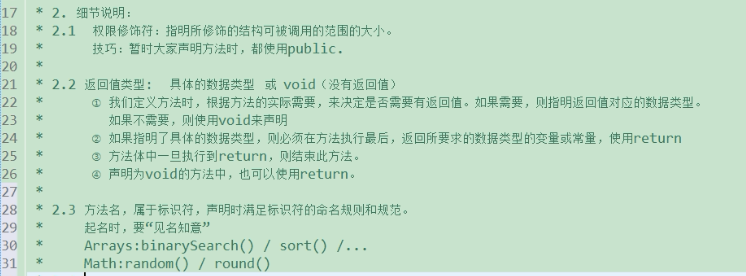 17 * 2. 细节说明：
18 * 2.1 权限修饰符：指明所修饰的结构可被调用的范围的大小。
19 * 技巧：暂时大家声明方法时，都使用public.
20 *
21 * 2.2 返回值类型: 具体的数据类型 或 void（没有返回值）
22 * ① 我们定义方法时，根据方法的实际需要，来决定是否需要有返回值。如果需要，则指明返回值对应的数据类型。
23 * 如果不需要，则使用void来声明
24 * ② 如果指明了具体的数据类型，则必须在方法执行最后，返回所要求的数据类型的变量或常量，使用return
25 * ③ 方法体中一旦执行到return，则结束此方法。
26 * ④ 声明为void的方法中，也可以使用return。
27 *
28 * 2.3 方法名，属于标识符，声明时满足标识符的命名规则和规范。
29 * 起名时，要“见名知意”
30 * Arrays:binarySearch() / sort() /...
31 * Math:random() / round()